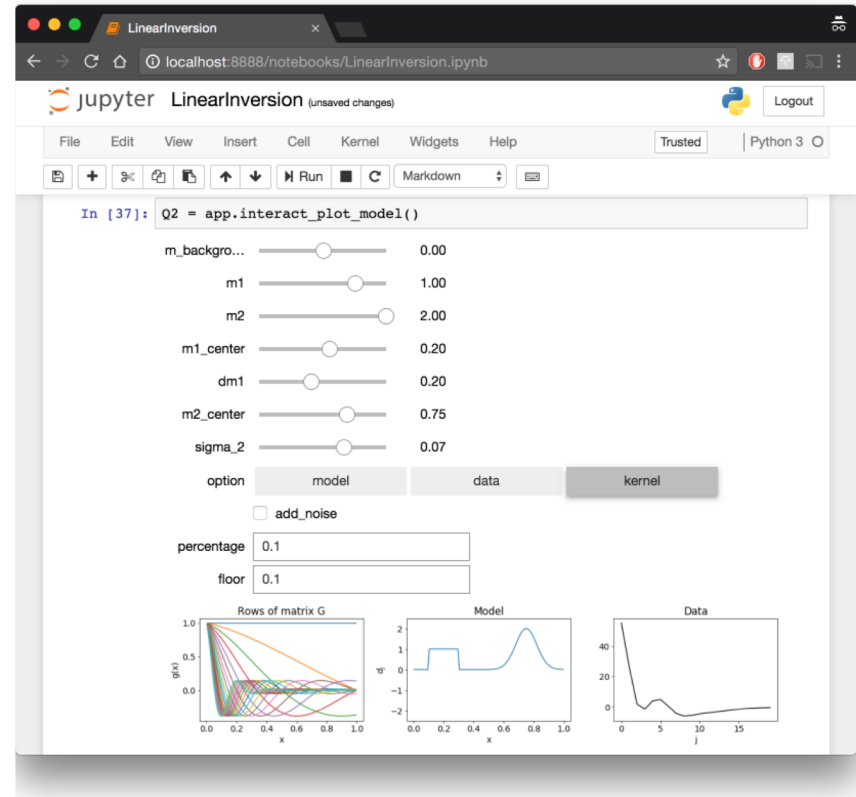 LinearInversion ×
localhost:8888/notebooks/LinearInversion.ipynb
jupyter LinearInversion (unsaved changes) Logout
File Edit View Insert Cell Kernel Widgets Help Trusted Python 3
Run Markdown
In [37]: Q2 = app.interact_plot_model()
m_backgro... 0.00
m1 1.00
m2 2.00
m1_center 0.20
dm1 0.20
m2_center 0.75
sigma_2 0.07
option model data kernel
add_noise
percentage 0.1
floor 0.1
Rows of matrix G
1.0
0.5
0.0
g(x)
0.0 0.2 0.4 0.6 0.8 1.0
x
Model
2
1
0
−1
−2
dj
0.0 0.2 0.4 0.6 0.8 1.0
x
Data
40
20
0
0 5 10 15
j